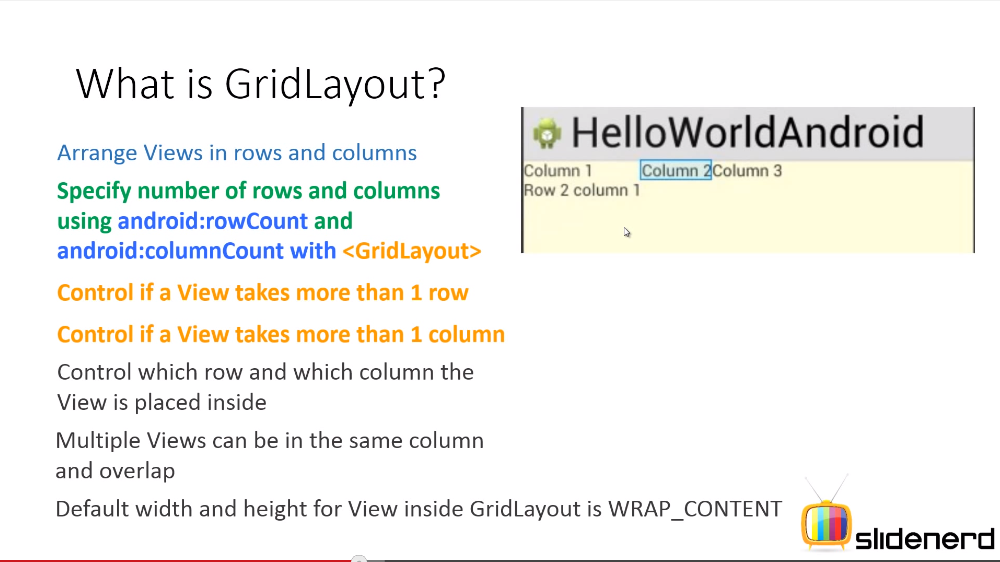 What is GridLayout?
Arrange Views in rows and columns
Specify number of rows and columns
using android:rowCount and
android:columnCount with <GridLayout>
Control if a View takes more than 1 row
Control if a View takes more than 1 column
Control which row and which column the
View is placed inside
Multiple Views can be in the same column
and overlap
Default width and height for View inside GridLayout is WRAP_CONTENT
HelloWorldAndroid
Column 1 Column 2 Column 3
Row 2 column 1
slidenerd